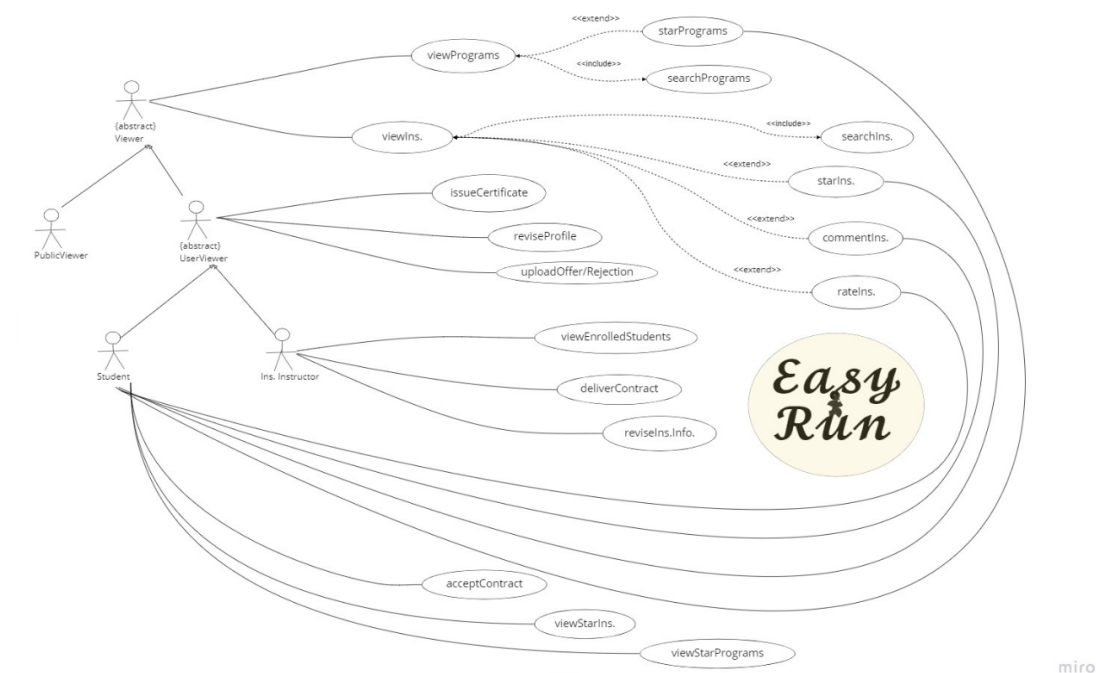 <<extend>>
starPrograms
viewPrograms
<<include>>
searchPrograms
{abstract}
Viewer
viewIns.
<<include>>
searchIns.
<<extend>>
starIns.
issueCertificate
PublicViewer
{abstract}
UserViewer
reviseProfile
<<extend>>
commentIns.
uploadOffer/Rejection
<<extend>>
rateIns.
Student
Ins. Instructor
viewEnrolledStudents
deliverContract
reviseIns.Info.
Easy
Run
acceptContract
viewStarIns.
viewStarPrograms
miro